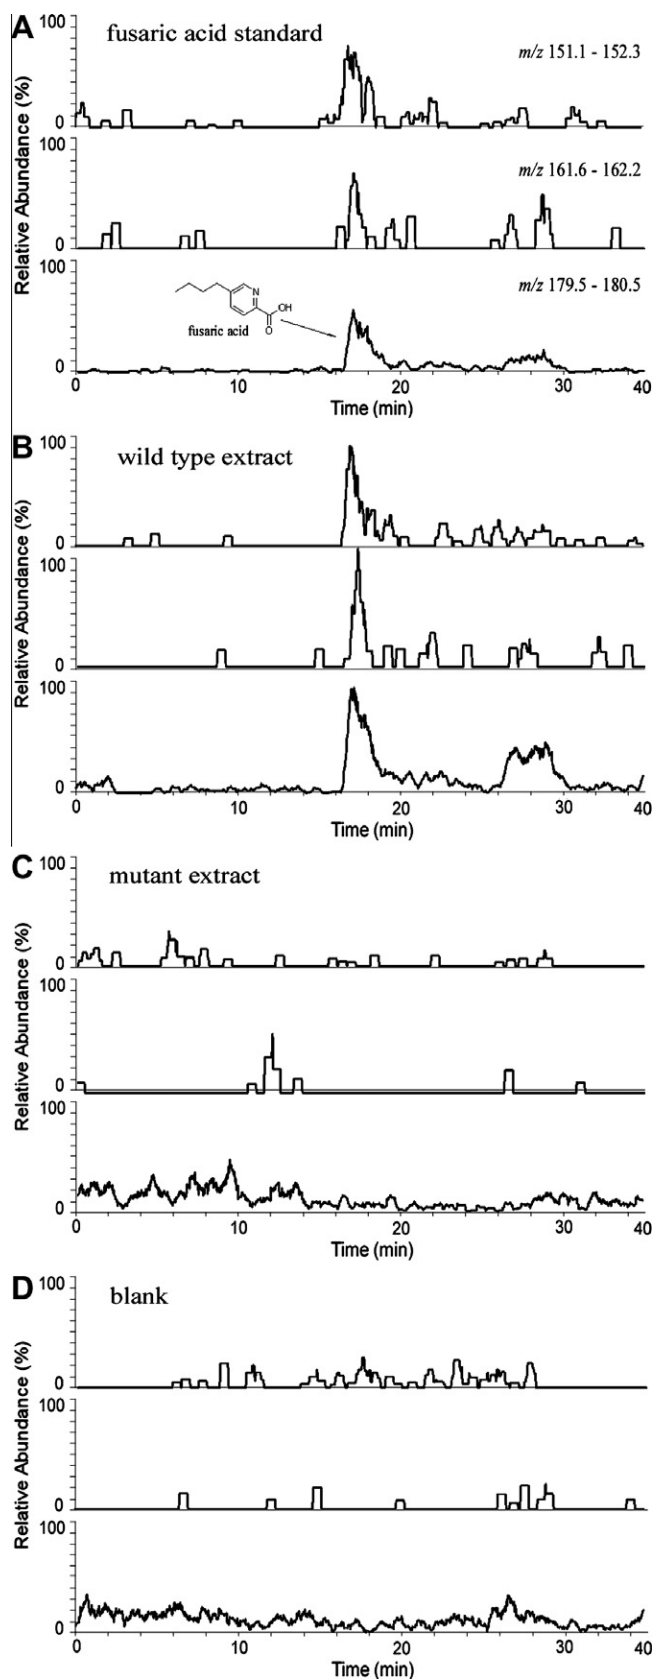 A
fusaric acid standard
m/z 151.1 - 152.3
100
0
Relative Abundance (%)
m/z 161.6 - 162.2
100
0
m/z 179.5 - 180.5
100
0
N
OH
O
fusaric acid
0 10 20 30 40
Time (min)
B
wild type extract
100
0
Relative Abundance (%)
100
0
100
0
0 10 20 30 40
Time (min)
C
mutant extract
100
0
Relative Abundance (%)
100
0
100
0
0 10 20 30 40
Time (min)
D
blank
100
0
Relative Abundance (%)
100
0
100
0
0 10 20 30 40
Time (min)